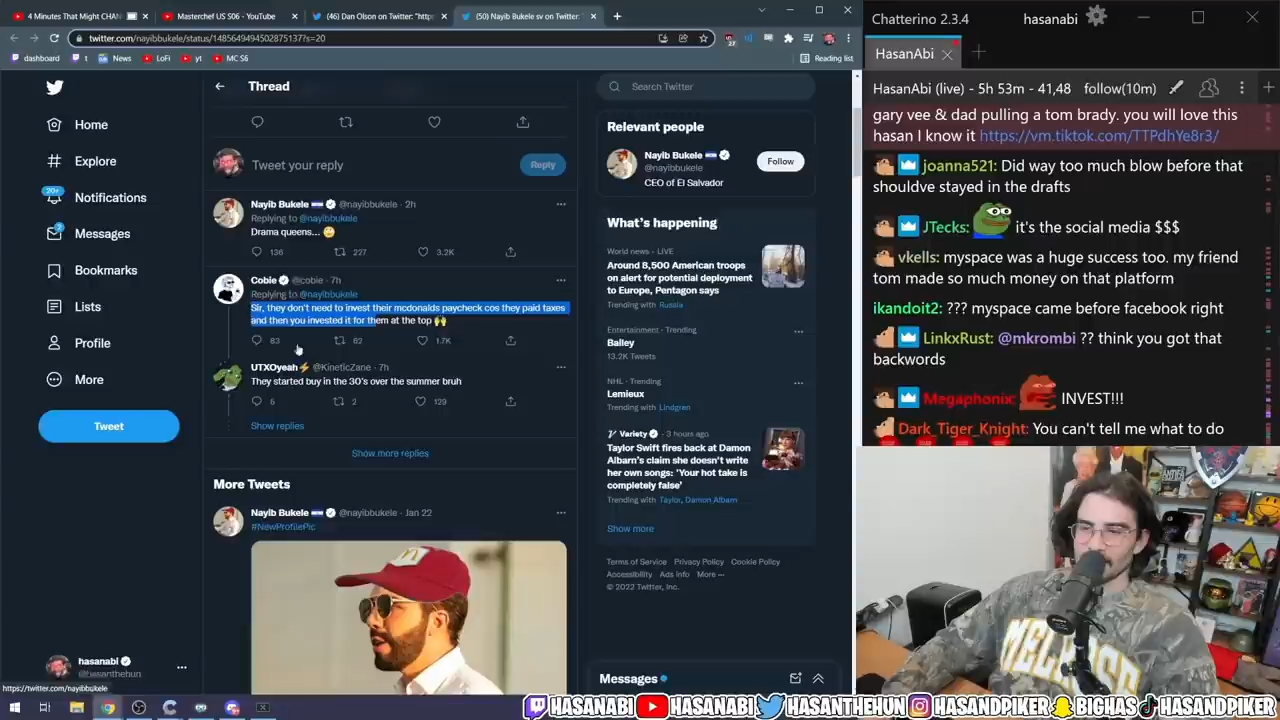 4 Minutes That Might CHAN
Masterchef US S06 - YouTube
(46) Dan Olson on Twitter: "http
(50) Nayib Bukele sv on Twitter:
twitter.com/nayibbukele/status/1485649494502875137?s=20
dashboard
t
News
LoFi
yt
MC S6
Reading list
Home
Explore
20+
Notifications
Messages
Bookmarks
Lists
Profile
More
Tweet
hasanabi
@hasanthehun
https://twitter.com/nayibbukele
Thread
Tweet your reply
Reply
Nayib Bukele @nayibbukele · 2h
Replying to @nayibbukele
Drama queens...
136 227 3.2K
Cobie @cobie · 7h
Replying to @nayibbukele
Sir, they don't need to invest their mcdonalds paycheck cos they paid taxes
and then you invested it for them at the top
83 62 1.7K
UTXOyeah @KineticZane · 7h
They started buy in the 30's over the summer bruh
6 2 129
Show replies
Show more replies
More Tweets
Nayib Bukele @nayibbukele · Jan 22
#NewProfilePic
Search Twitter
Relevant people
Nayib Bukele
@nayibbukele
Follow
CEO of El Salvador
What's happening
World news · LIVE
Around 8,500 American troops
on alert for potential deployment
to Europe, Pentagon says
Trending with Russia
Entertainment · Trending
Bailey
13.2K Tweets
NHL · Trending
Lemieux
Trending with Lindgren
Variety · 3 hours ago
Taylor Swift fires back at Damon
Albarn's claim she doesn't write
her own songs: 'Your hot take is
completely false'
Trending with Taylor, Damon Albarn
Show more
Terms of Service Privacy Policy Cookie Policy
Accessibility Ads Info More ···
© 2022 Twitter, Inc.
Messages
Chatterino 2.3.4
hasanabi
HasanAbi
HasanAbi (live) - 5h 53m - 41,48 follow(10m)
gary vee & dad pulling a tom brady. you will love this
hasan I know it https://vm.tiktok.com/TTPdhYe8r3/
joanna521: Did way too much blow before that
shouldve stayed in the drafts
JTecks: it's the social media $$$
vkells: myspace was a huge success too. my friend
tom made so much money on that platform
ikandoit2: ??? myspace came before facebook right
LinkxRust: @mkrombi ?? think you got that
backwords
Megaphonix: INVEST!!!
Dark_Tiger_Knight: You can't tell me what to do
HASANABI HASANABI HASANTHEHUN HASANDPIKER BIGHAS HASANDPIKER